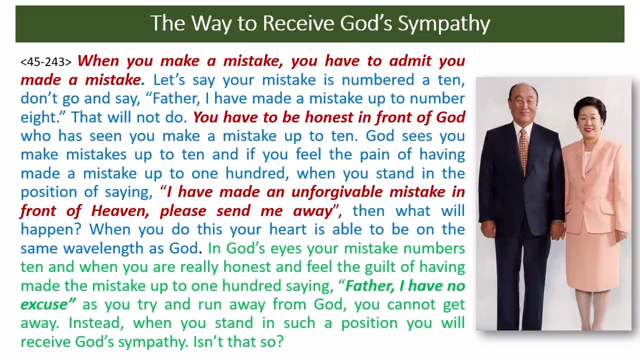 The Way to Receive God's Sympathy
<45-243> When you make a mistake, you have to admit you
made a mistake. Let's say your mistake is numbered a ten,
don't go and say, “Father, I have made a mistake up to number
eight.” That will not do. You have to be honest in front of God
who has seen you make a mistake up to ten. God sees you
make mistakes up to ten and if you feel the pain of having
made a mistake up to one hundred, when you stand in the
position of saying, “I have made an unforgivable mistake in
front of Heaven, please send me away”, then what will
happen? When you do this your heart is able to be on the
same wavelength as God. In God's eyes your mistake numbers
ten and when you are really honest and feel the guilt of having
made the mistake up to one hundred saying, “Father, I have no
excuse” as you try and run away from God, you cannot get
away. Instead, when you stand in such a position you will
receive God's sympathy. Isn't that so?